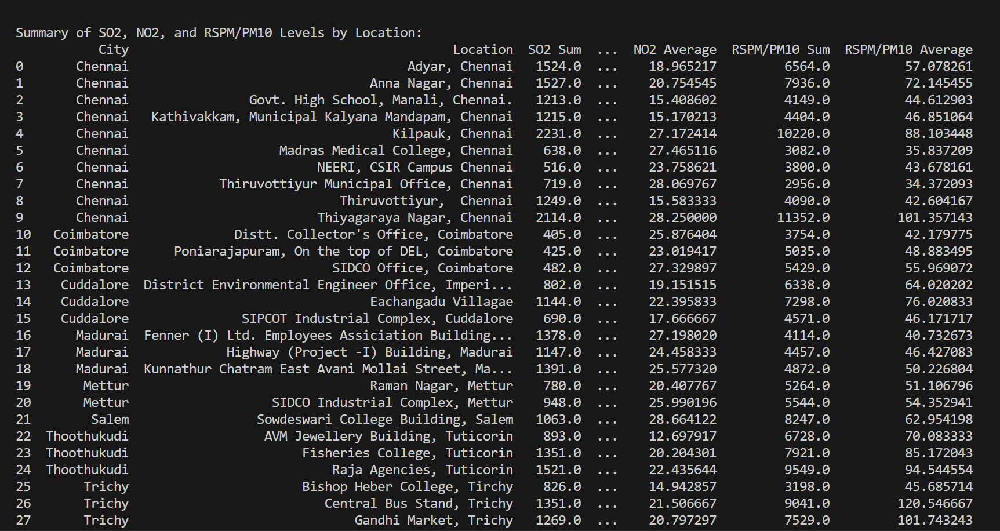 Summary of SO2, NO2, and RSPM/PM10 Levels by Location:
City Location SO2 Sum ... NO2 Average RSPM/PM10 Sum RSPM/PM10 Average
0 Chennai Adyar, Chennai 1524.0 ... 18.965217 6564.0 57.078261
1 Chennai Anna Nagar, Chennai 1527.0 ... 20.754545 7936.0 72.145455
2 Chennai Govt. High School, Manali, Chennai. 1213.0 ... 15.408602 4149.0 44.612903
3 Chennai Kathivakkam, Municipal Kalyana Mandapam, Chennai 1215.0 ... 15.170213 4404.0 46.851064
4 Chennai Kilpauk, Chennai 2231.0 ... 27.172414 10220.0 88.103448
5 Chennai Madras Medical College, Chennai 638.0 ... 27.465116 3082.0 35.837209
6 Chennai NEERI, CSIR Campus Chennai 516.0 ... 23.758621 3800.0 43.678161
7 Chennai Thiruvottiyur Municipal Office, Chennai 719.0 ... 28.069767 2956.0 34.372093
8 Chennai Thiruvottiyur,  Chennai 1249.0 ... 15.583333 4090.0 42.604167
9 Chennai Thiyagaraya Nagar, Chennai 2114.0 ... 28.250000 11352.0 101.357143
10 Coimbatore Distt. Collector's Office, Coimbatore 405.0 ... 25.876404 3754.0 42.179775
11 Coimbatore Poniarajapuram, On the top of DEL, Coimbatore 425.0 ... 23.019417 5035.0 48.883495
12 Coimbatore SIDCO Office, Coimbatore 482.0 ... 27.329897 5429.0 55.969072
13 Cuddalore District Environmental Engineer Office, Imperi... 802.0 ... 19.151515 6338.0 64.020202
14 Cuddalore Eachangadu Villagae 1144.0 ... 22.395833 7298.0 76.020833
15 Cuddalore SIPCOT Industrial Complex, Cuddalore 690.0 ... 17.666667 4571.0 46.171717
16 Madurai Fenner (I) Ltd. Employees Assiciation Building... 1378.0 ... 27.198020 4114.0 40.732673
17 Madurai Highway (Project -I) Building, Madurai 1147.0 ... 24.458333 4457.0 46.427083
18 Madurai Kunnathur Chatram East Avani Mollai Street, Ma... 1391.0 ... 25.577320 4872.0 50.226804
19 Mettur Raman Nagar, Mettur 780.0 ... 20.407767 5264.0 51.106796
20 Mettur SIDCO Industrial Complex, Mettur 948.0 ... 25.990196 5544.0 54.352941
21 Salem Sowdeswari College Building, Salem 1063.0 ... 28.664122 8247.0 62.954198
22 Thoothukudi AVM Jewellery Building, Tuticorin 893.0 ... 12.697917 6728.0 70.083333
23 Thoothukudi Fisheries College, Tuticorin 1351.0 ... 20.204301 7921.0 85.172043
24 Thoothukudi Raja Agencies, Tuticorin 1521.0 ... 22.435644 9549.0 94.544554
25 Trichy Bishop Heber College, Tirchy 826.0 ... 14.942857 3198.0 45.685714
26 Trichy Central Bus Stand, Trichy 1351.0 ... 21.506667 9041.0 120.546667
27 Trichy Gandhi Market, Trichy 1269.0 ... 20.797297 7529.0 101.743243